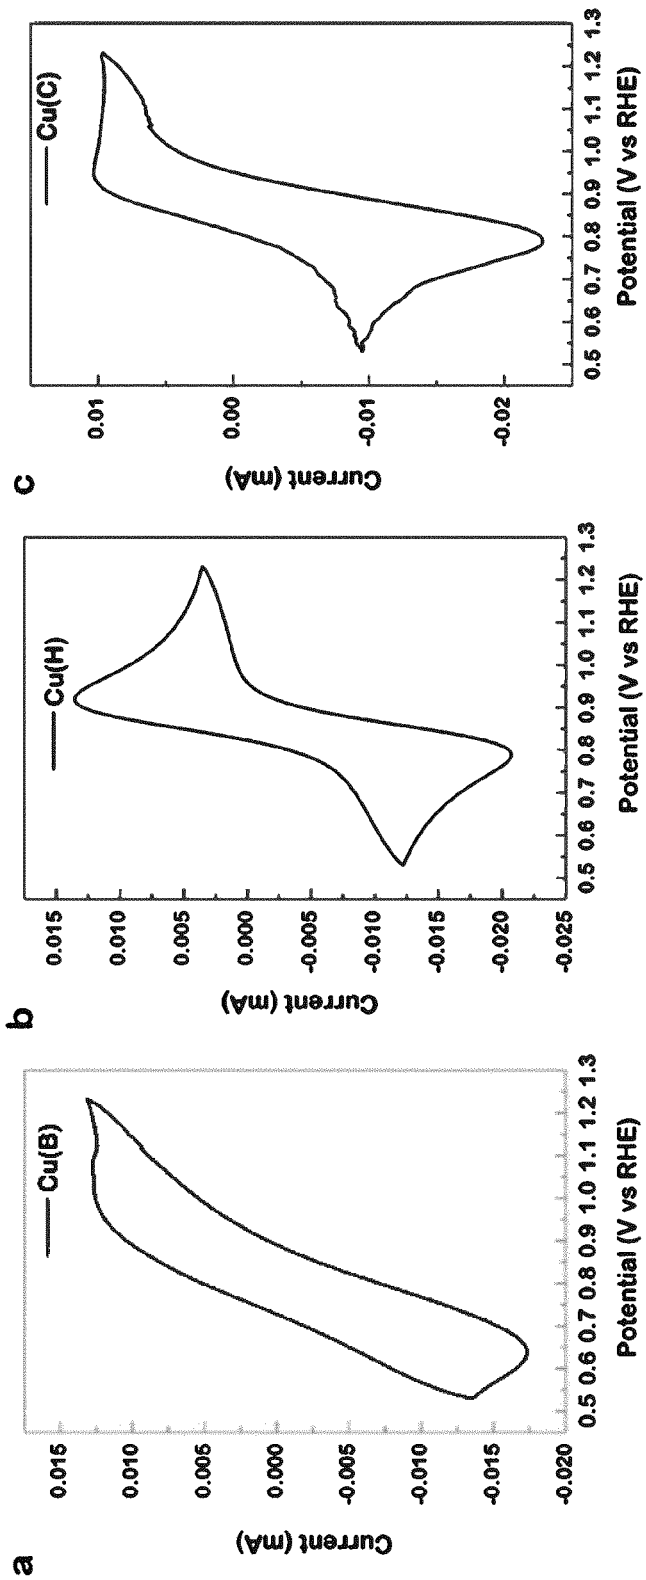 a
Cu(B)
Current (mA)
0.015
0.010
0.005
0.000
-0.005
-0.010
-0.015
-0.020
0.5 0.6 0.7 0.8 0.9 1.0 1.1 1.2 1.3
Potential (V vs RHE)
b
Cu(H)
Current (mA)
0.015
0.010
0.005
0.000
-0.005
-0.010
-0.015
-0.020
-0.025
0.5 0.6 0.7 0.8 0.9 1.0 1.1 1.2 1.3
Potential (V vs RHE)
c
Cu(C)
Current (mA)
0.01
0.00
-0.01
-0.02
0.5 0.6 0.7 0.8 0.9 1.0 1.1 1.2 1.3
Potential (V vs RHE)